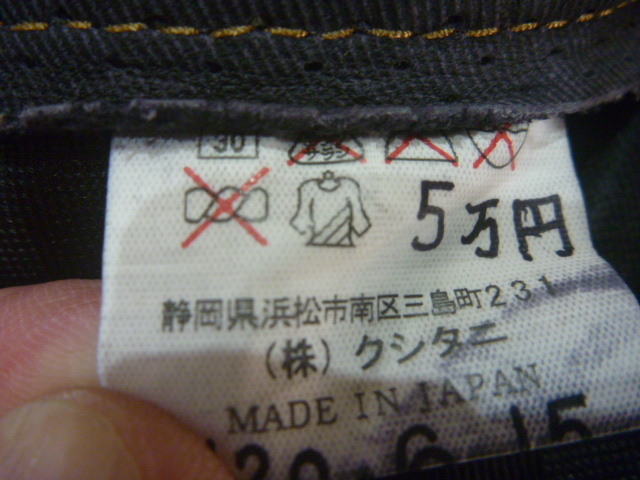 30
5万円
静岡県浜松市南区三島町231
(株) クシタニ
MADE IN JAPAN